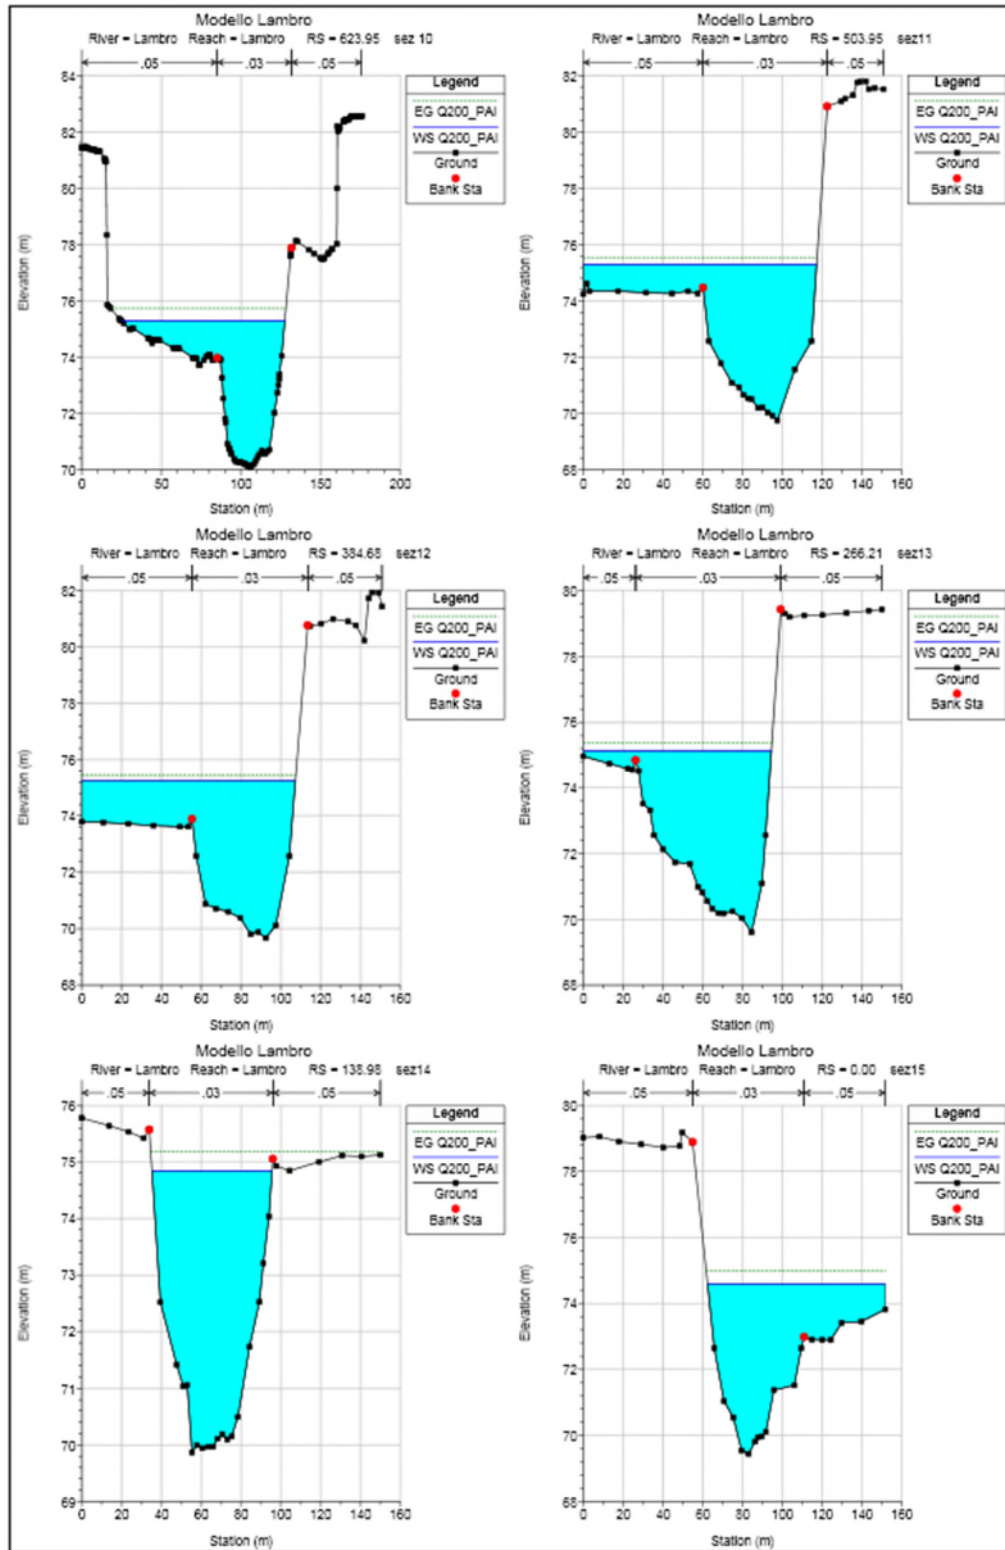 Modello Lambro
River = Lambro Reach = Lambro RS = 623.95 sez 10
.05 .03 .05
Legend
EG Q200_PAI
WS Q200_PAI
Ground
Bank Sta
Elevation (m)
84
82
80
78
76
74
72
70
0 50 100 150 200
Station (m)
Modello Lambro
River = Lambro Reach = Lambro RS = 503.95 sez11
.05 .03 .05
Legend
EG Q200_PAI
WS Q200_PAI
Ground
Bank Sta
Elevation (m)
82
80
78
76
74
72
70
68
0 20 40 60 80 100 120 140 160
Station (m)
Modello Lambro
River = Lambro Reach = Lambro RS = 384.68 sez12
.05 .03 .05
Legend
EG Q200_PAI
WS Q200_PAI
Ground
Bank Sta
Elevation (m)
82
80
78
76
74
72
70
68
0 20 40 60 80 100 120 140 160
Station (m)
Modello Lambro
River = Lambro Reach = Lambro RS = 266.21 sez13
.05 .03 .05
Legend
EG Q200_PAI
WS Q200_PAI
Ground
Bank Sta
Elevation (m)
80
78
76
74
72
70
68
0 20 40 60 80 100 120 140 160
Station (m)
Modello Lambro
River = Lambro Reach = Lambro RS = 138.98 sez14
.05 .03 .05
Legend
EG Q200_PAI
WS Q200_PAI
Ground
Bank Sta
Elevation (m)
76
75
74
73
72
71
70
69
0 20 40 60 80 100 120 140 160
Station (m)
Modello Lambro
River = Lambro Reach = Lambro RS = 0.00 sez15
.05 .03 .05
Legend
EG Q200_PAI
WS Q200_PAI
Ground
Bank Sta
Elevation (m)
80
78
76
74
72
70
68
0 20 40 60 80 100 120 140 160
Station (m)